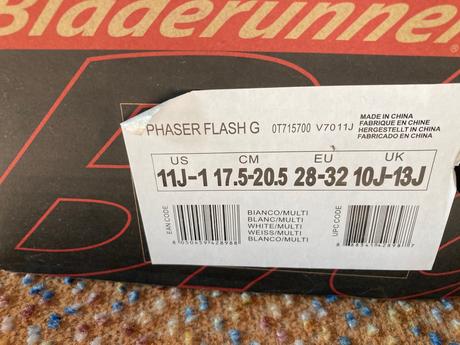 Bladerunner
PHASER FLASH G 0T715700 V7011J
MADE IN CHINA
FABRIQUE EN CHINE
HERGESTELLT IN CHINA
FABRICADO EN CHINA
US CM EU UK
11J-1 17.5-20.5 28-32 10J-13J
EAN CODE
BIANCO/MULTI
BLANC/MULTI
WHITE/MULTI
WEISS/MULTI
BLANCO/MULTI
UPC CODE